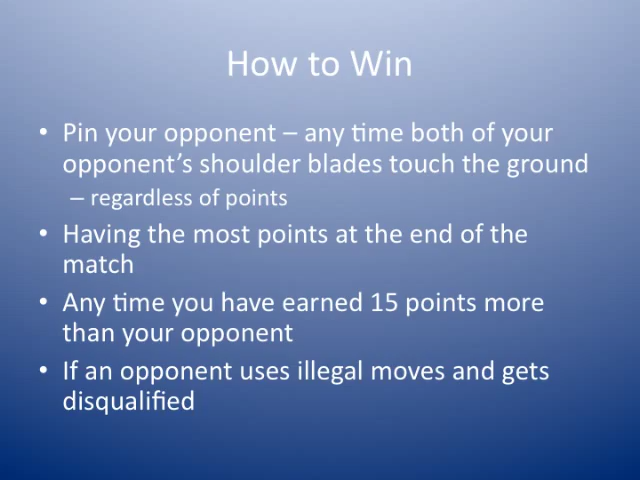 How to Win
• Pin your opponent – any time both of your
opponent’s shoulder blades touch the ground
– regardless of points
• Having the most points at the end of the
match
• Any time you have earned 15 points more
than your opponent
• If an opponent uses illegal moves and gets
disqualified